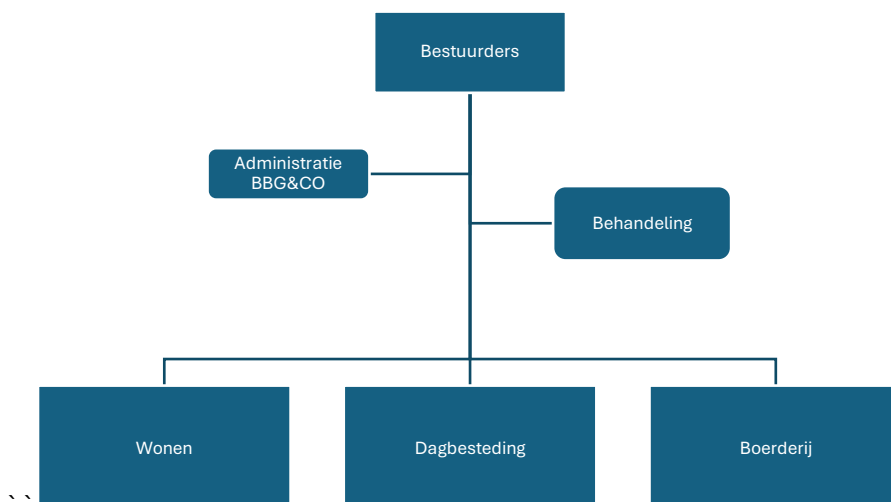 Bestuurders
Administratie
BBG&CO
Behandeling
Wonen
Dagbesteding
Boerderij
``